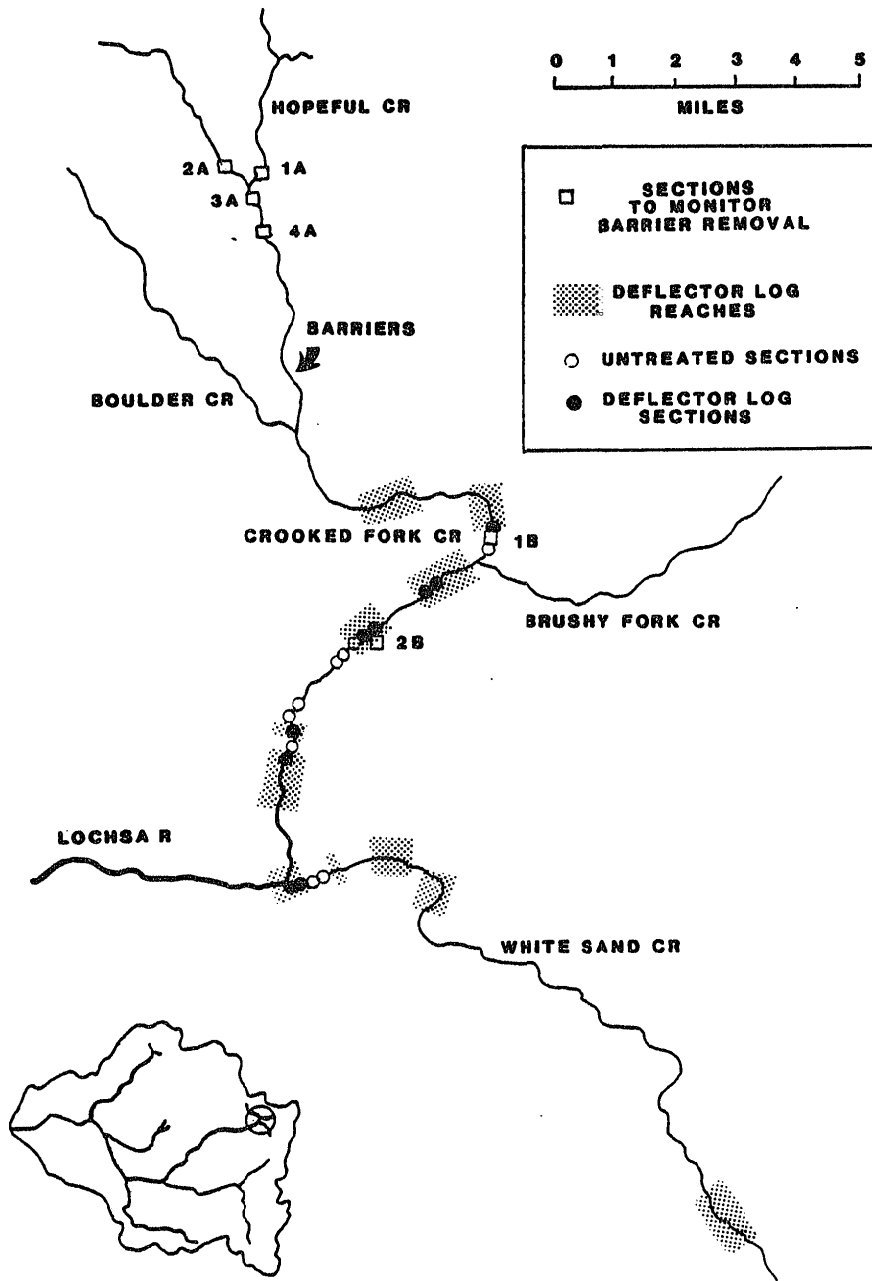 0 1 2 3 4 5
MILES
HOPEFUL CR
2A
1A
3A
4A
SECTIONS
TO MONITOR
BARRIER REMOVAL
DEFLECTOR LOG
REACHES
UNTREATED SECTIONS
DEFLECTOR LOG
SECTIONS
BARRIERS
BOULDER CR
CROOKED FORK CR
1B
BRUSHY FORK CR
2B
LOCHSA R
WHITE SAND CR